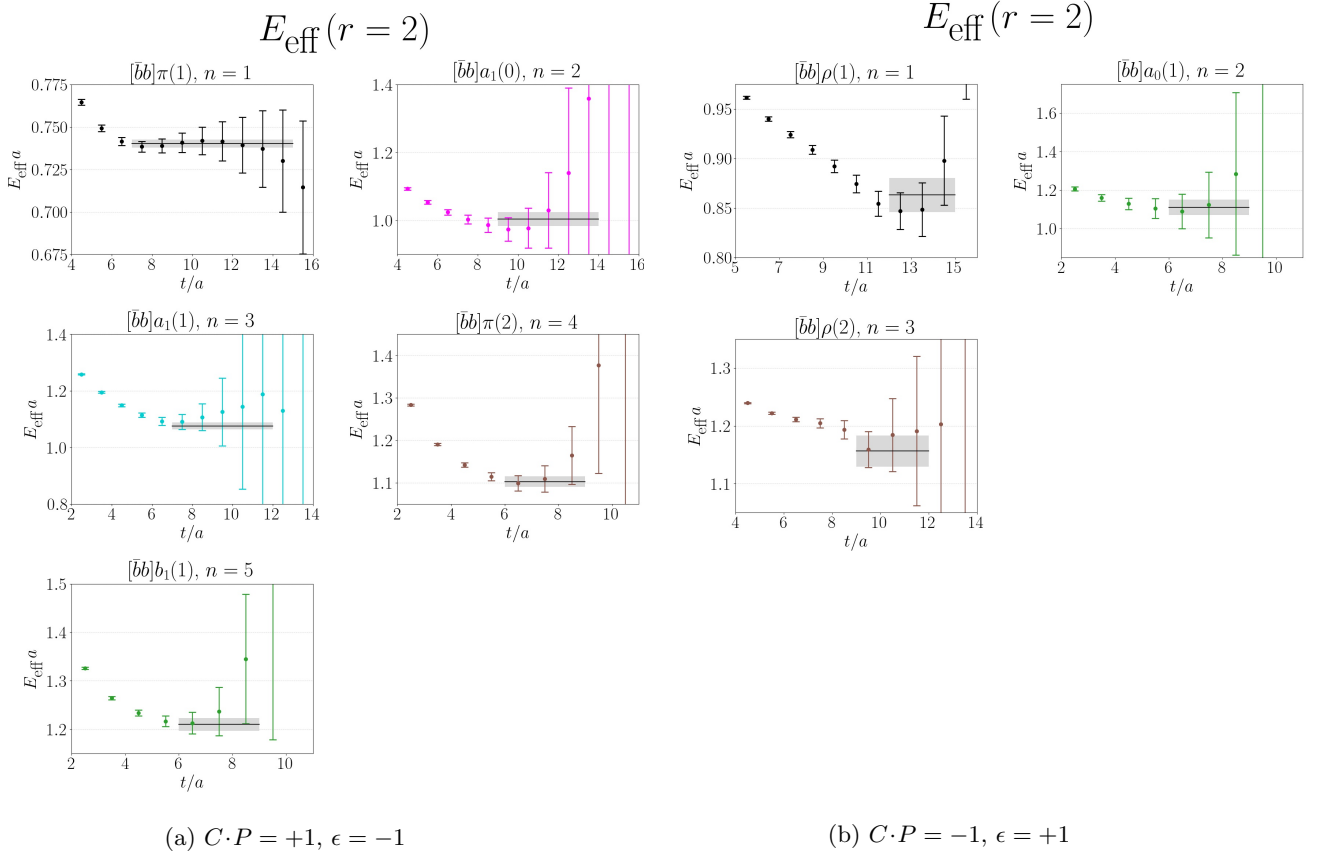 E_eff(r = 2)
[b̄b]π(1), n = 1
0.775
0.750
0.725
0.700
0.675
E_eff a
4 6 8 10 12 14 16
t/a
[b̄b]a₁(0), n = 2
1.4
1.2
1.0
E_eff a
4 6 8 10 12 14 16
t/a
[b̄b]a₁(1), n = 3
1.4
1.2
1.0
0.8
E_eff a
2 4 6 8 10 12 14
t/a
[b̄b]π(2), n = 4
1.4
1.3
1.2
1.1
E_eff a
2 4 6 8 10
t/a
[b̄b]b₁(1), n = 5
1.5
1.4
1.3
1.2
E_eff a
2 4 6 8 10
t/a
(a) C·P = +1, ϵ = −1
E_eff(r = 2)
[b̄b]ρ(1), n = 1
0.95
0.90
0.85
0.80
E_eff a
5 7 9 11 13 15
t/a
[b̄b]a₀(1), n = 2
1.6
1.4
1.2
1.0
E_eff a
2 4 6 8 10
t/a
[b̄b]ρ(2), n = 3
1.3
1.2
1.1
E_eff a
4 6 8 10 12 14
t/a
(b) C·P = −1, ϵ = +1